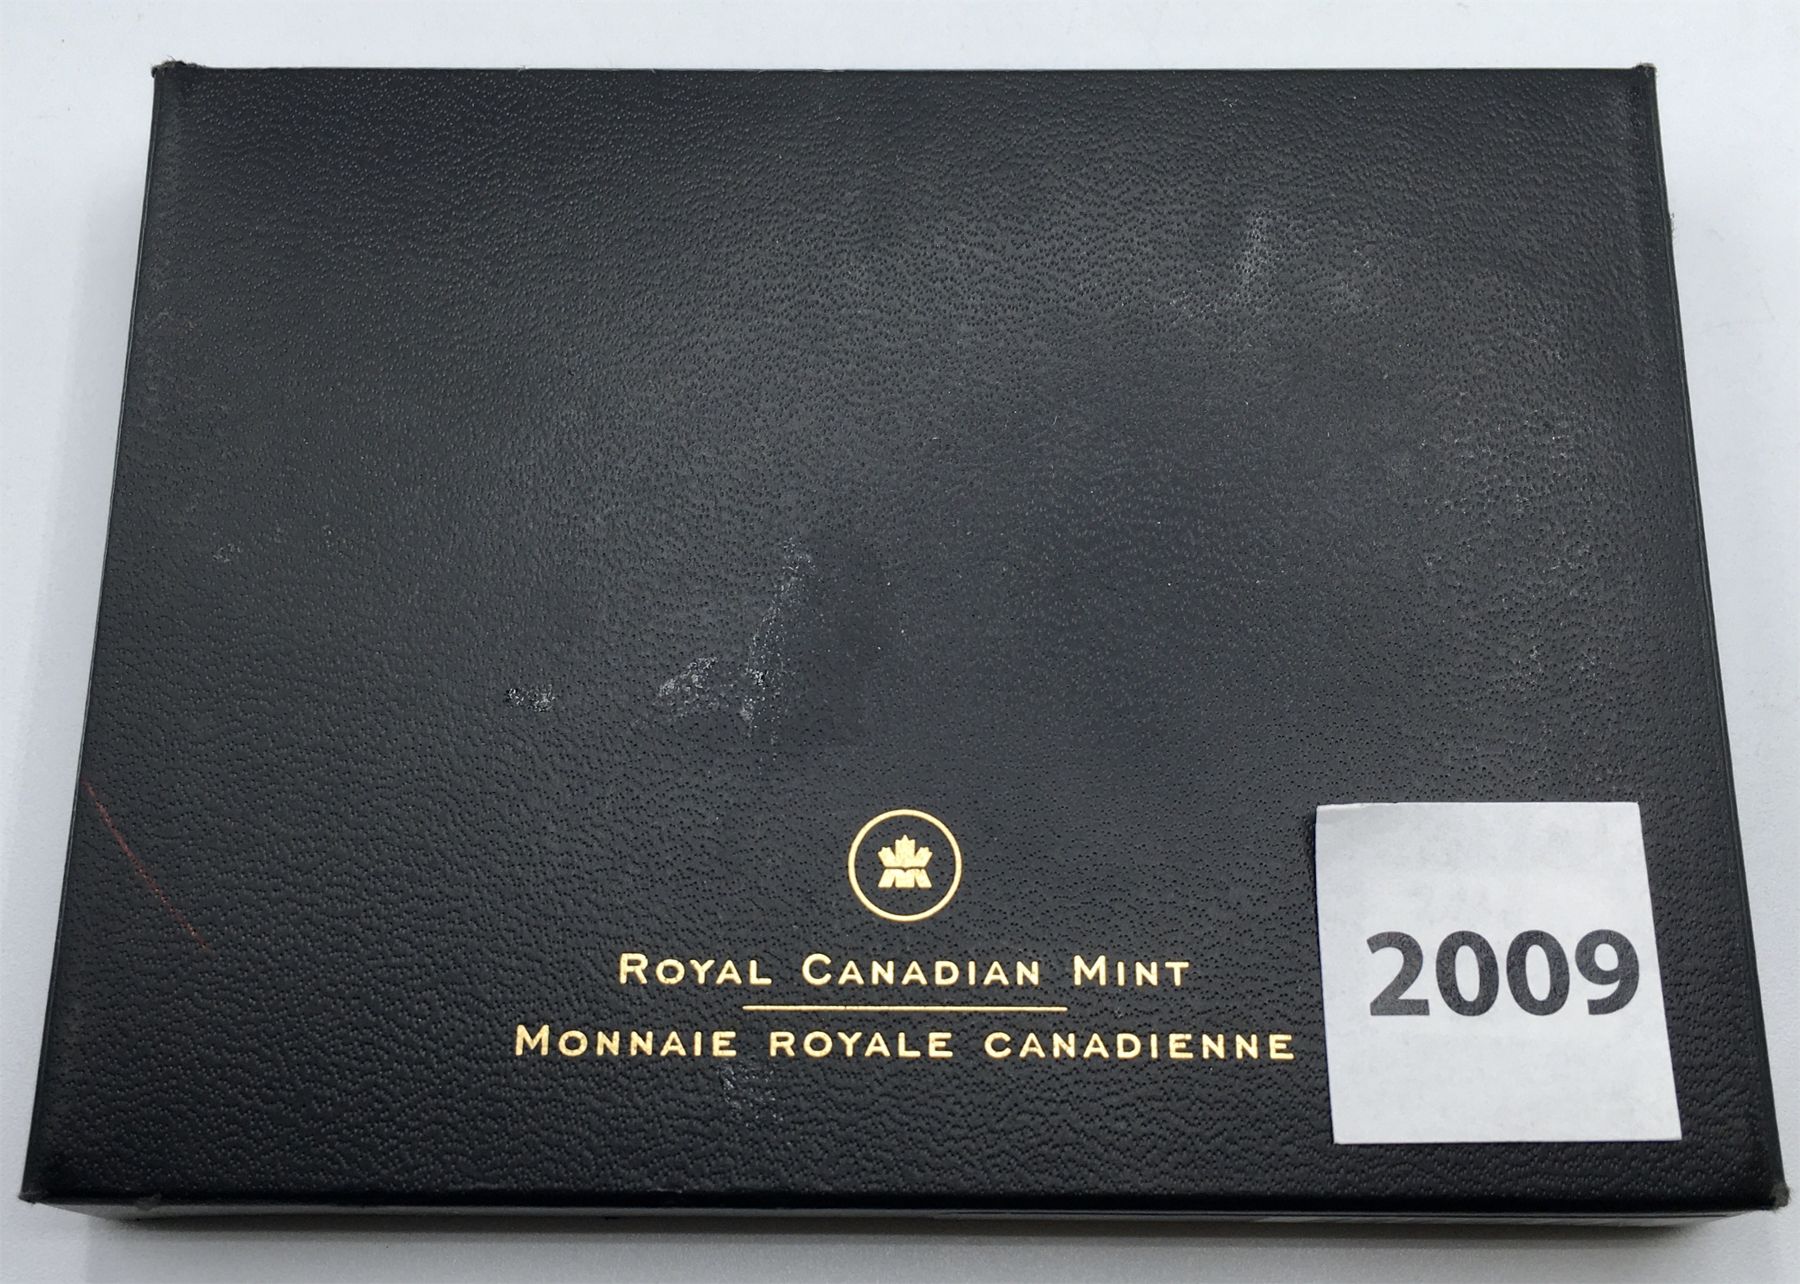 ROYAL CANADIAN MINT
MONNAIE ROYALE CANADIENNE
2009